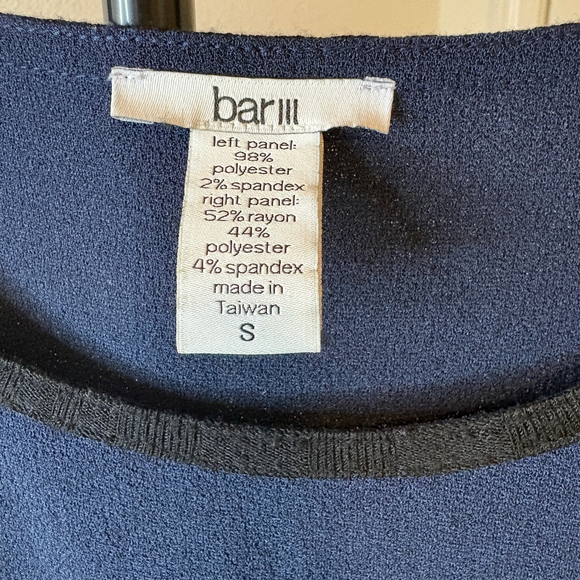 bar III
left panel:
98%
polyester
2% spandex
right panel:
52% rayon
44%
polyester
4% spandex
made in
Taiwan
S